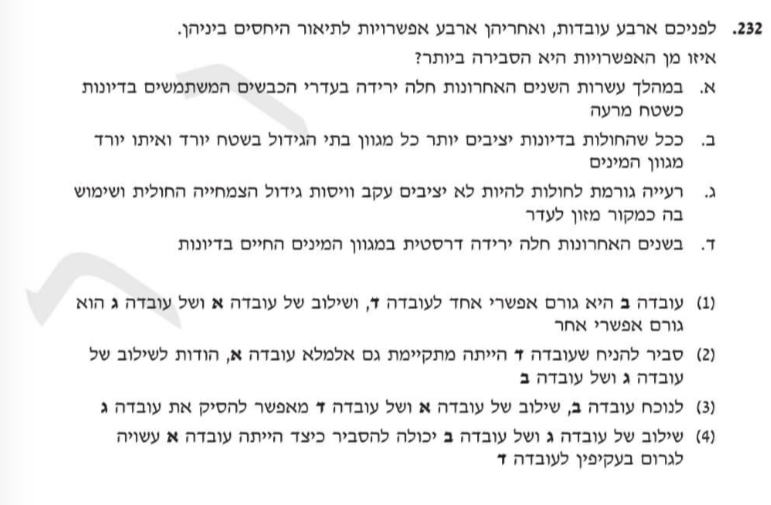 232. לפניכם ארבע עובדות, ואחריהן ארבע אפשרויות לתיאור היחסים ביניהן.
איזו מן האפשרויות היא הסבירה ביותר?
א. במהלך עשרות השנים האחרונות חלה ירידה בעדרי הכבשים המשתמשים בדיונות
כשטח מרעה
ב. ככל שהחולות בדיונות יציבים יותר כל מגוון בתי הגידול בשטח יורד ואיתו יורד
מגוון המינים
ג. רעייה גורמת לחולות להיות לא יציבים עקב וויסות גידול הצמחייה החולית ושימוש
בה כמקור מזון לעדר
ד. בשנים האחרונות חלה ירידה דרסטית במגוון המינים החיים בדיונות
(1) עובדה ב היא גורם אפשרי אחד לעובדה ד, ושילוב של עובדה א ושל עובדה ג הוא
גורם אפשרי אחר
(2) סביר להניח שעובדה ד הייתה מתקיימת גם אלמלא עובדה א, הודות לשילוב של
עובדה ג ושל עובדה ב
(3) לנוכח עובדה ב, שילוב של עובדה א ושל עובדה ד מאפשר להסיק את עובדה ג
(4) שילוב של עובדה ג ושל עובדה ב יכולה להסביר כיצד הייתה עובדה א עשויה
לגרום בעקיפין לעובדה ד